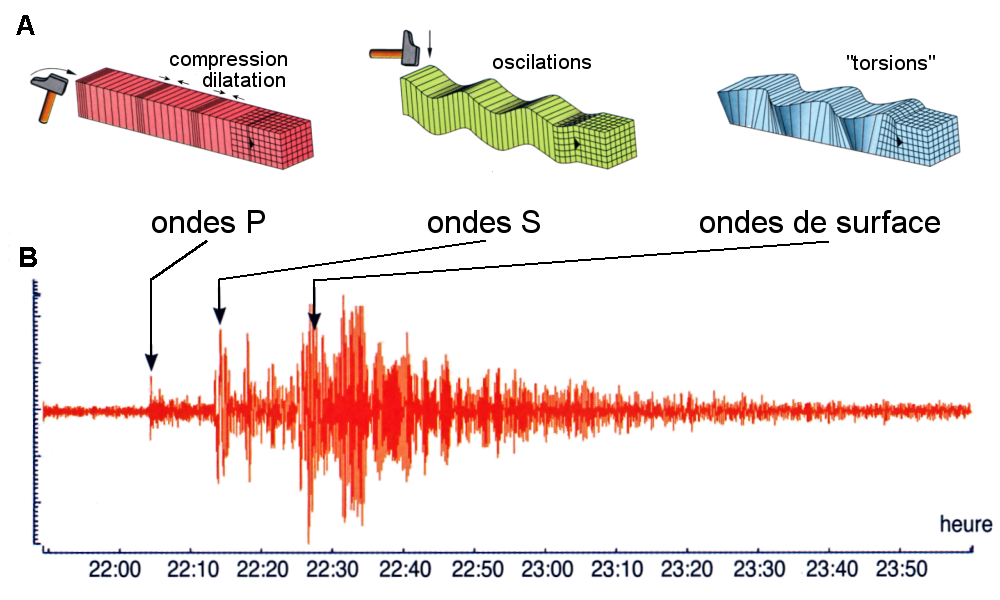 A
compression
dilatation
oscilations
"torsions"
ondes P
ondes S
ondes de surface
B
heure
22:00
22:10
22:20
22:30
22:40
22:50
23:00
23:10
23:20
23:30
23:40
23:50